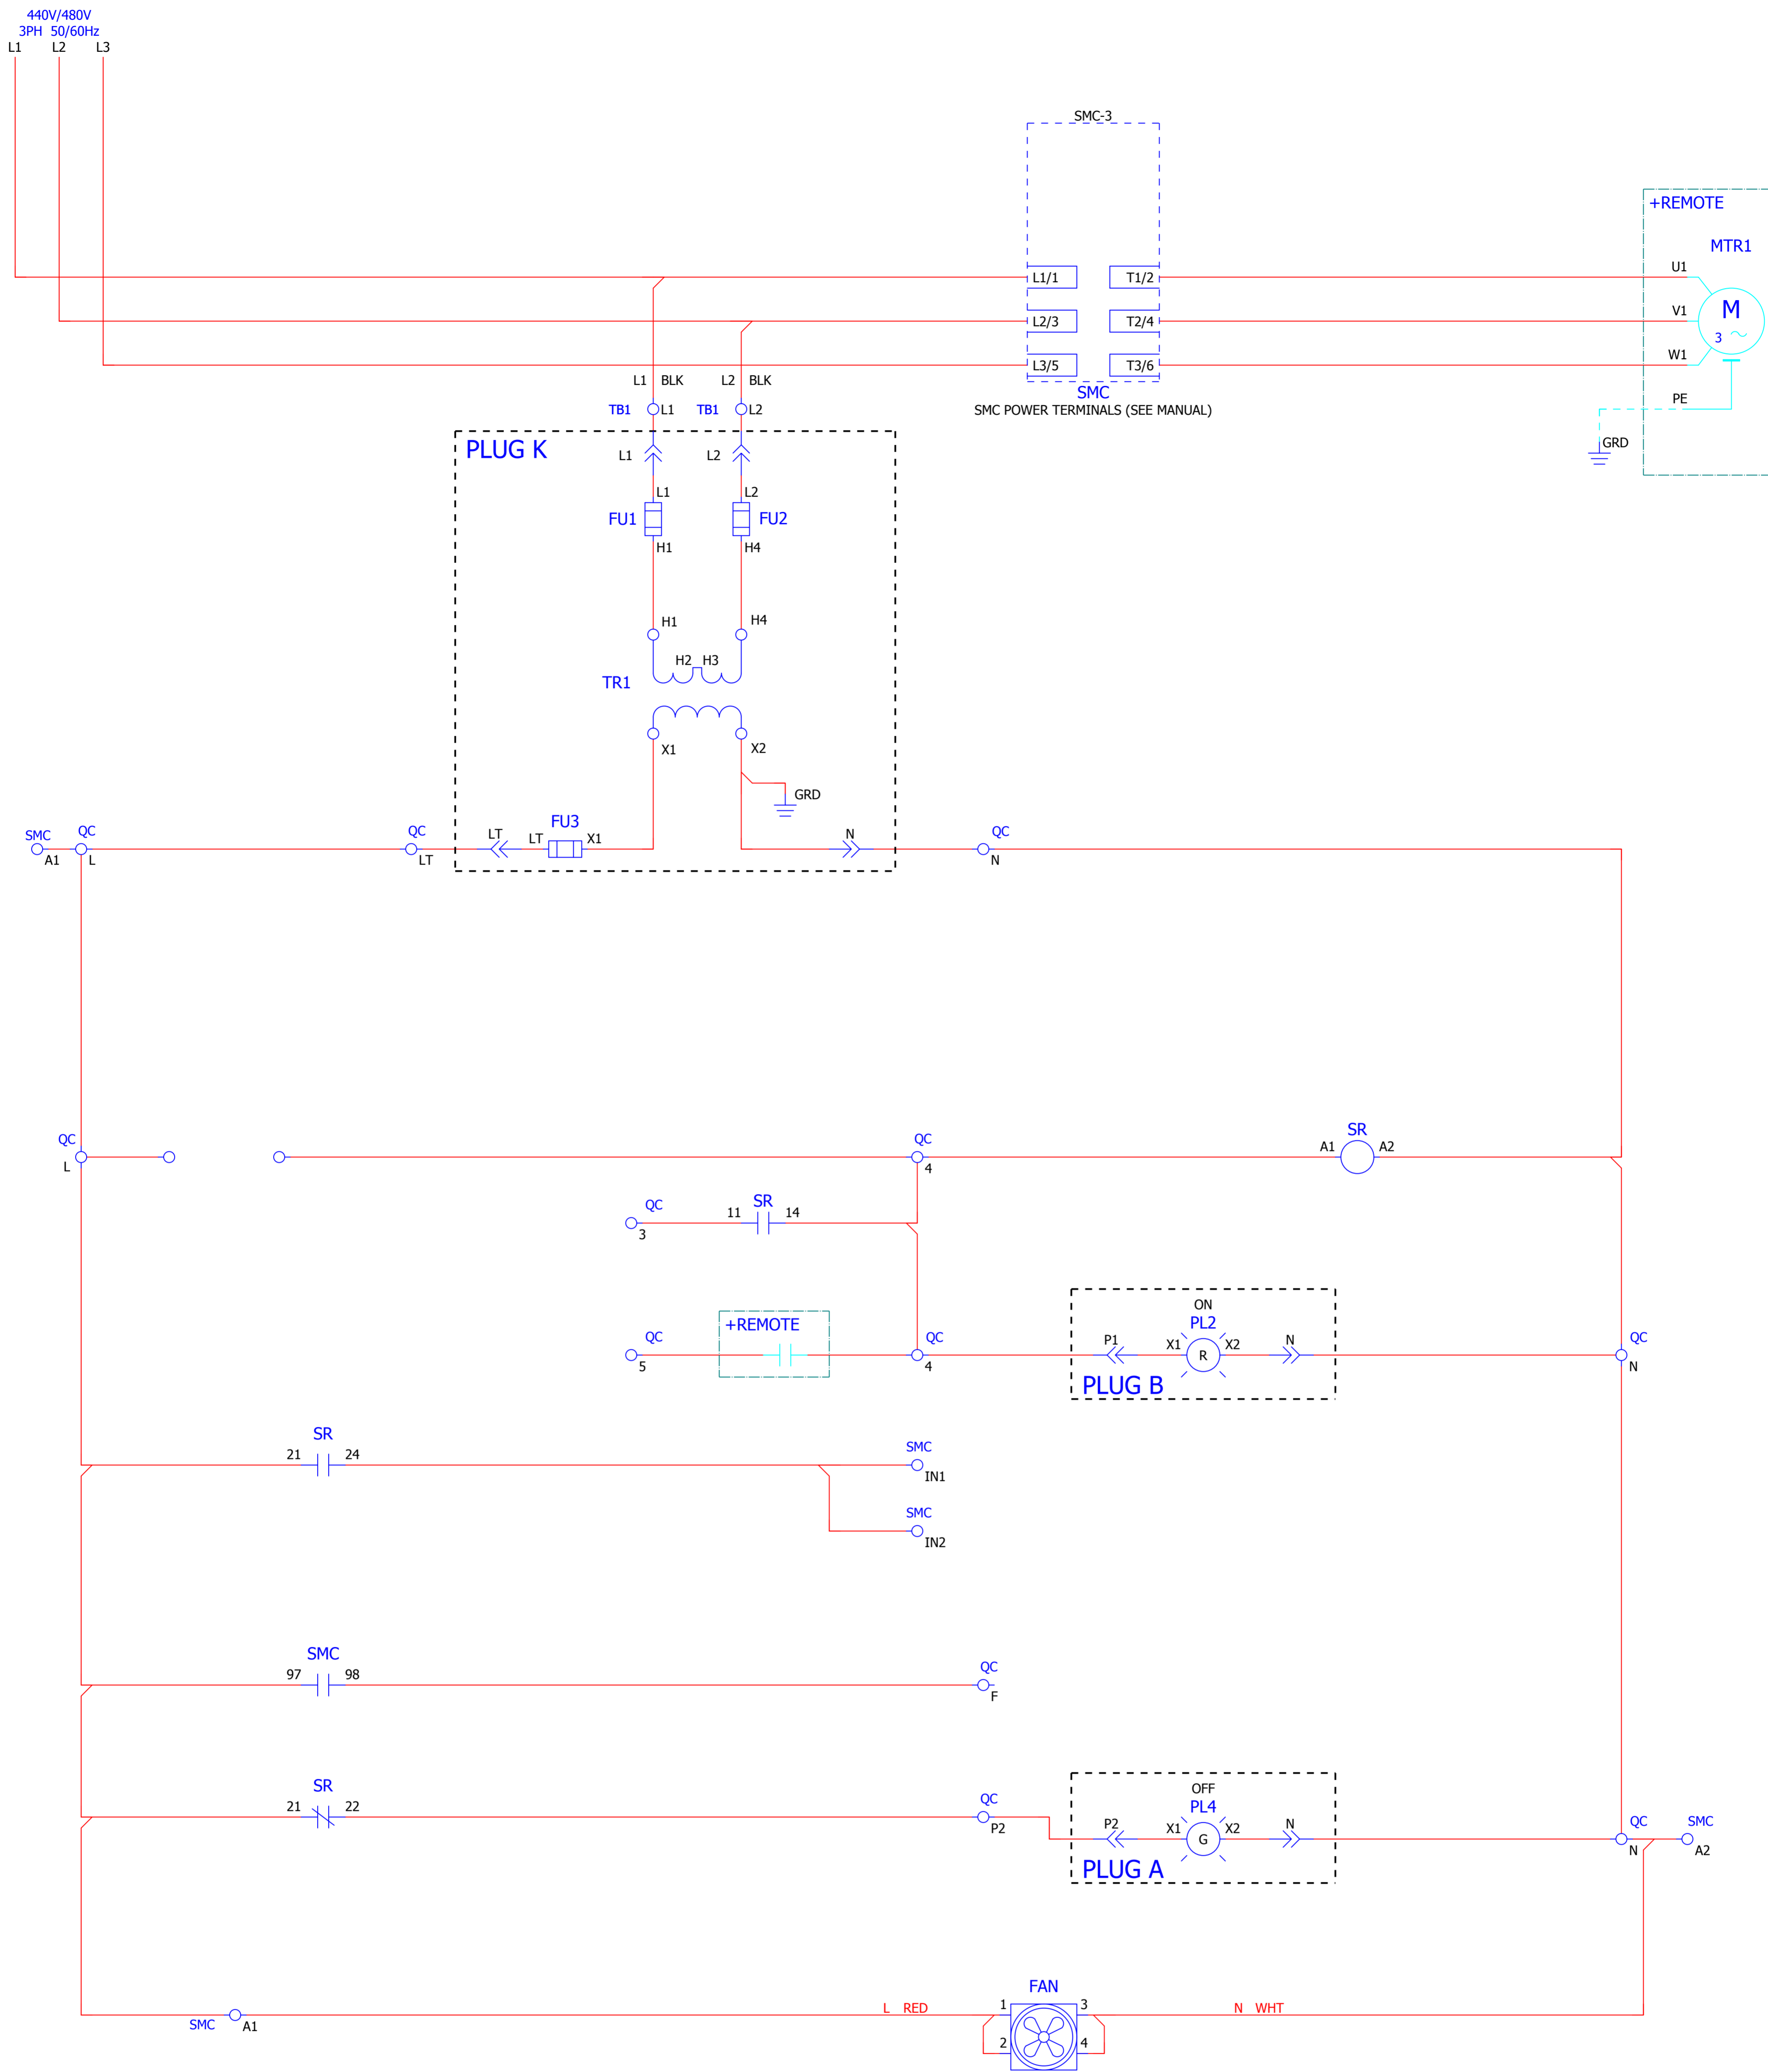 440V/480V
3PH 50/60Hz
L1 L2 L3
SMC-3
+REMOTE
MTR1
L1/1 T1/2 U1
L2/3 T2/4 V1
M
3
L3/5 T3/6 W1
SMC
SMC POWER TERMINALS (SEE MANUAL)
PE
GRD
L1 BLK L2 BLK
TB1 L1 TB1 L2
PLUG K
L1 L2
L1 L2
FU1 FU2
H1 H4
H1 H4
H2 H3
TR1
X1 X2
GRD
SMC QC QC LT LT FU3 X1 N QC
A1 L LT N
QC QC SR
L 4 A1 A2
QC 11 SR 14
3
ON
QC +REMOTE QC P1 PL2 N QC
X1 R X2
5 4 N
PLUG B
SR SMC
21 24 IN1
SMC
IN2
SMC QC
97 98 F
OFF
SR QC P2 PL4 N QC SMC
21 22 P2 X1 G X2 N A2
PLUG A
FAN
SMC A1 L RED 1 3 N WHT
2 4